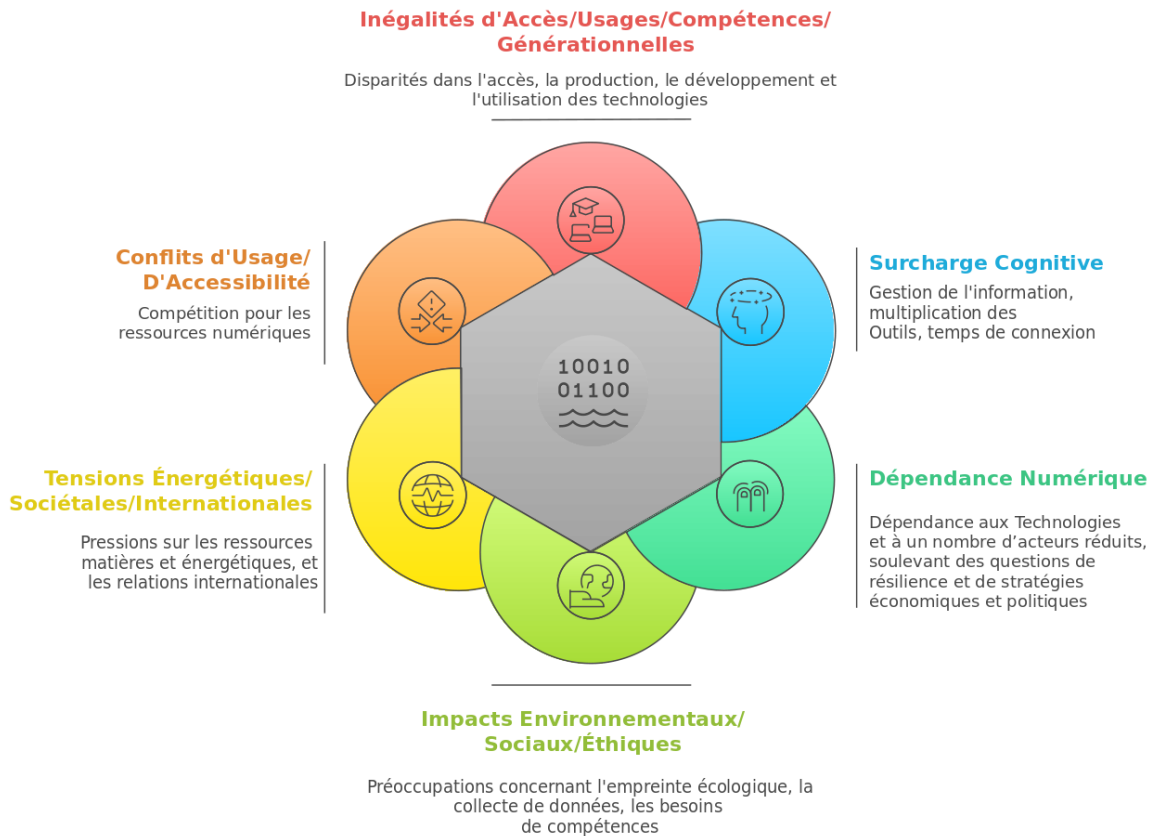 Inégalités d'Accès/Usages/Compétences/
Générationnelles
Disparités dans l'accès, la production, le développement et
l'utilisation des technologies
Conflits d'Usage/
D'Accessibilité
Compétition pour les
ressources numériques
Surcharge Cognitive
Gestion de l'information,
multiplication des
Outils, temps de connexion
10010
01100
Tensions Énergétiques/
Sociétales/Internationales
Pressions sur les ressources
matières et énergétiques, et
les relations internationales
Dépendance Numérique
Dépendance aux Technologies
et à un nombre d’acteurs réduits,
soulevant des questions de
résilience et de stratégies
économiques et politiques
Impacts Environnementaux/
Sociaux/Éthiques
Préoccupations concernant l'empreinte écologique, la
collecte de données, les besoins
de compétences